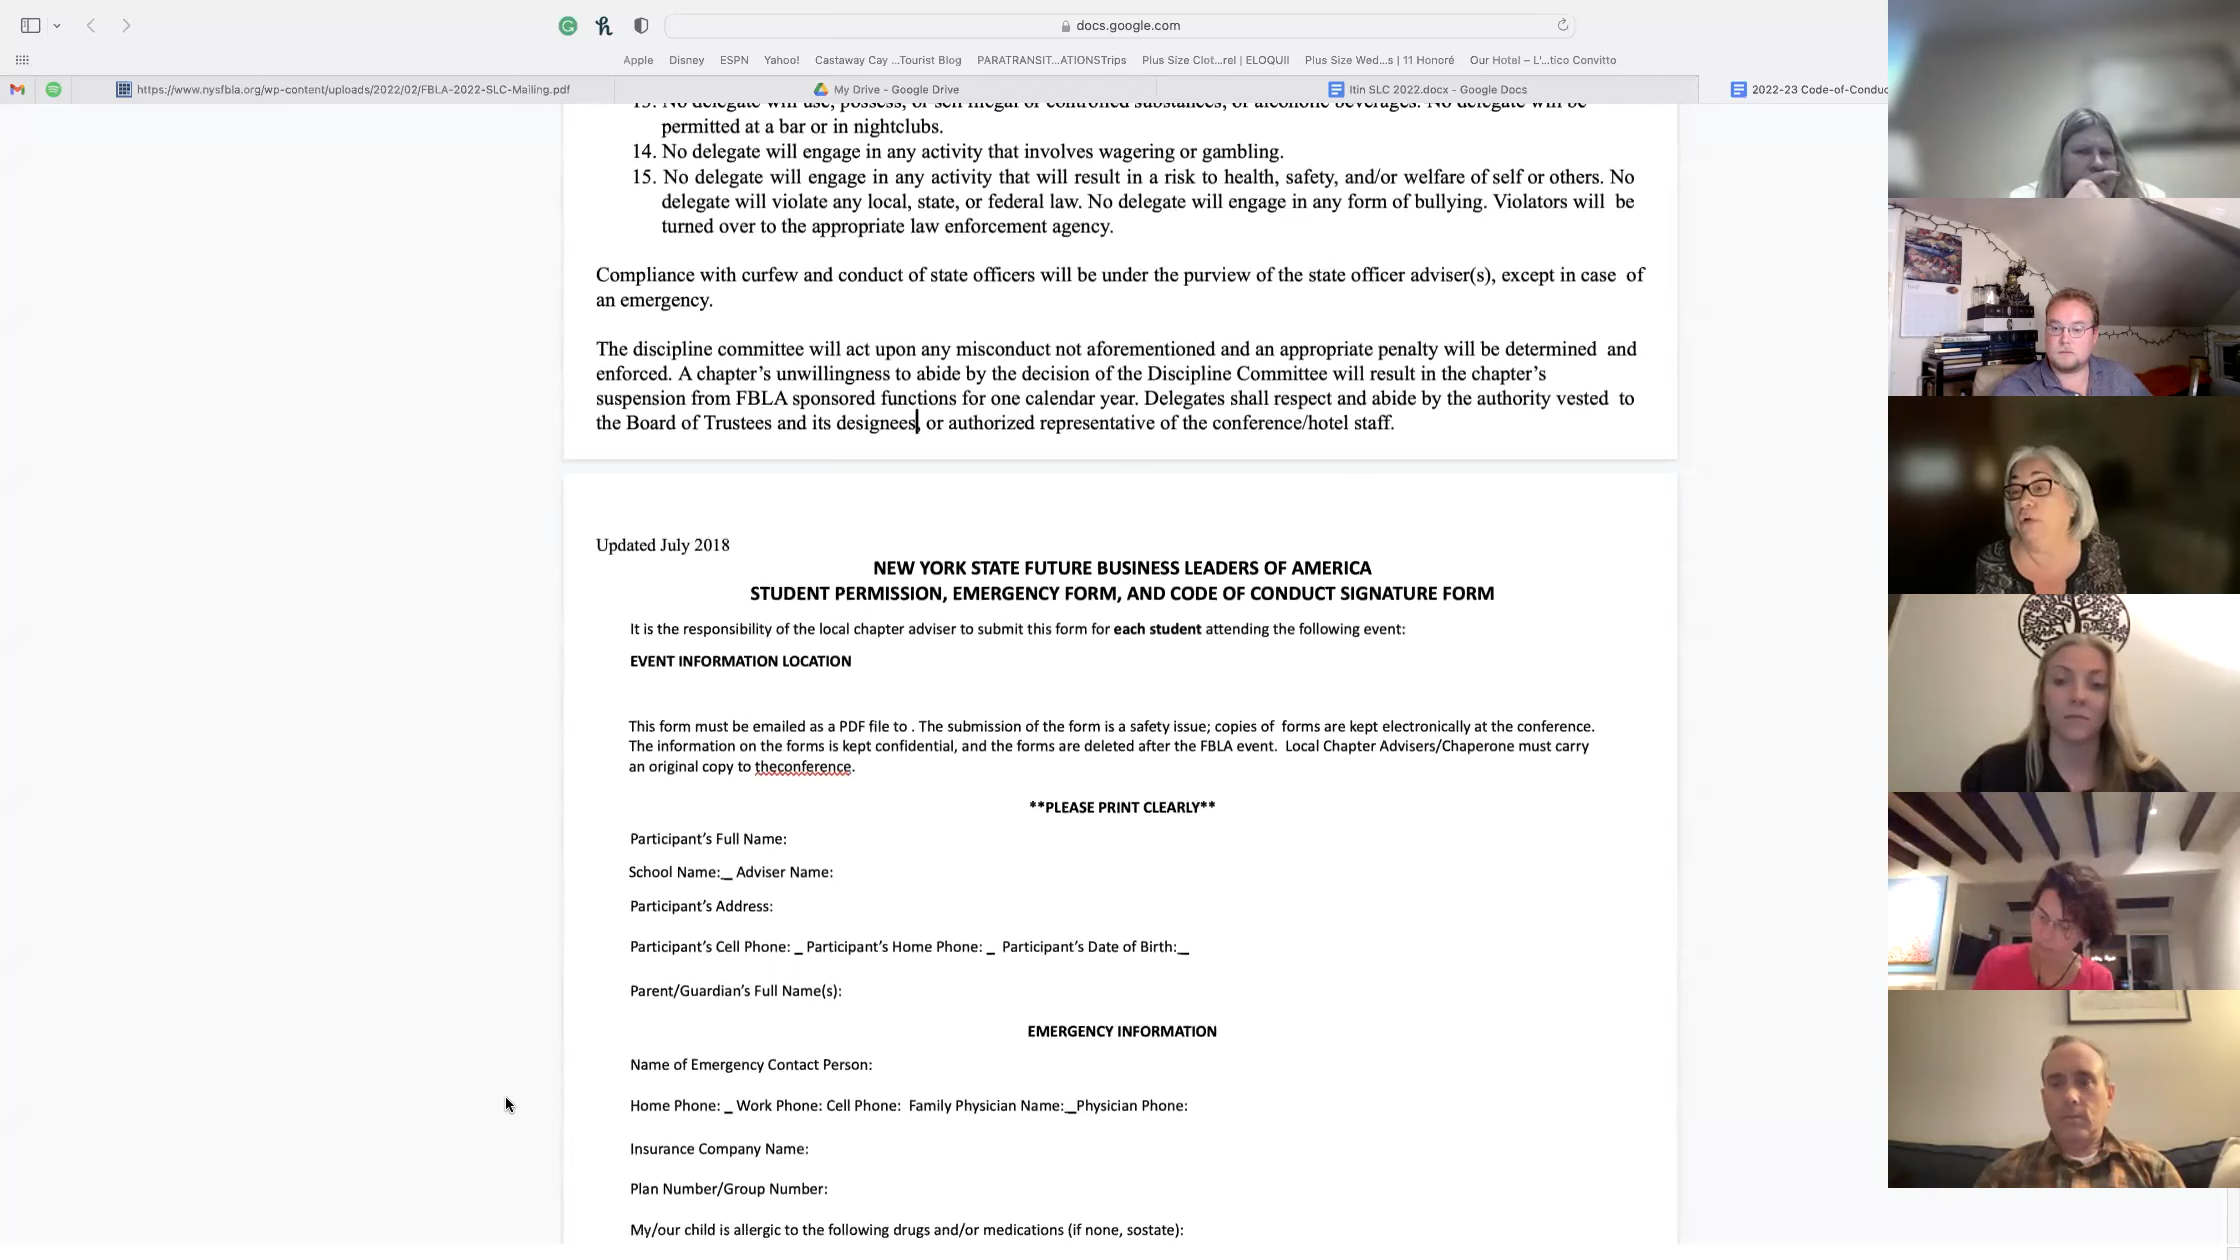 docs.google.com
Apple Disney ESPN Yahoo! Castaway Cay ...Tourist Blog PARATRANSIT...ATIONSTrips Plus Size Clot...rel | ELOQUII Plus Size Wed...s | 11 Honoré Our Hotel – L'...tico Convitto
https://www.nysfbla.org/wp-content/uploads/2022/02/FBLA-2022-SLC-Mailing.pdf My Drive - Google Drive Itin SLC 2022.docx - Google Docs 2022-23 Code-of-Conduc
13. No delegate will use, possess, or sell illegal or controlled substances, or alcoholic beverages. No delegate will be
permitted at a bar or in nightclubs.
14. No delegate will engage in any activity that involves wagering or gambling.
15. No delegate will engage in any activity that will result in a risk to health, safety, and/or welfare of self or others. No
delegate will violate any local, state, or federal law. No delegate will engage in any form of bullying. Violators will be
turned over to the appropriate law enforcement agency.
Compliance with curfew and conduct of state officers will be under the purview of the state officer adviser(s), except in case of
an emergency.
The discipline committee will act upon any misconduct not aforementioned and an appropriate penalty will be determined and
enforced. A chapter’s unwillingness to abide by the decision of the Discipline Committee will result in the chapter’s
suspension from FBLA sponsored functions for one calendar year. Delegates shall respect and abide by the authority vested to
the Board of Trustees and its designees, or authorized representative of the conference/hotel staff.
Updated July 2018
NEW YORK STATE FUTURE BUSINESS LEADERS OF AMERICA
STUDENT PERMISSION, EMERGENCY FORM, AND CODE OF CONDUCT SIGNATURE FORM
It is the responsibility of the local chapter adviser to submit this form for each student attending the following event:
EVENT INFORMATION LOCATION
This form must be emailed as a PDF file to . The submission of the form is a safety issue; copies of forms are kept electronically at the conference.
The information on the forms is kept confidential, and the forms are deleted after the FBLA event. Local Chapter Advisers/Chaperone must carry
an original copy to theconference.
**PLEASE PRINT CLEARLY**
Participant’s Full Name:
School Name:_ Adviser Name:
Participant’s Address:
Participant’s Cell Phone: _ Participant’s Home Phone: _ Participant’s Date of Birth:_
Parent/Guardian’s Full Name(s):
EMERGENCY INFORMATION
Name of Emergency Contact Person:
Home Phone: _ Work Phone: Cell Phone: Family Physician Name:_Physician Phone:
Insurance Company Name:
Plan Number/Group Number:
My/our child is allergic to the following drugs and/or medications (if none, sostate):